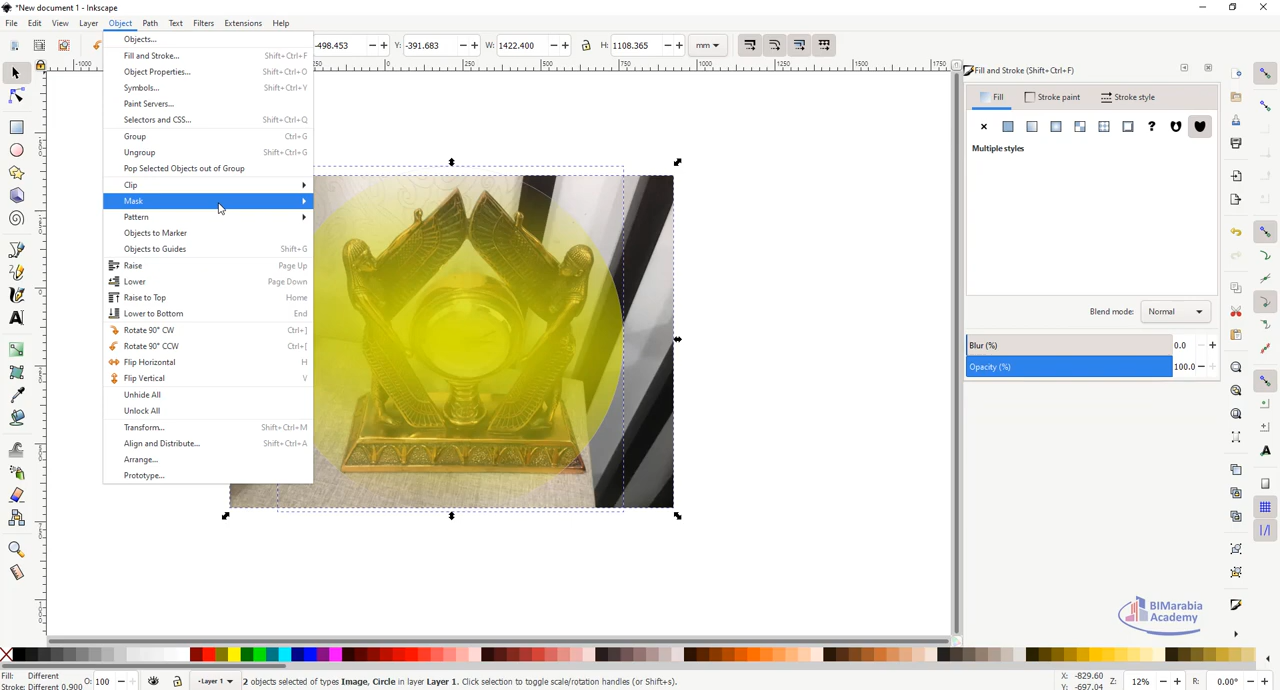 *New document 1 - Inkscape
File Edit View Layer Object Path Text Filters Extensions Help
-498.453 Y: -391.683 W: 1422.400 H: 1108.365 mm
Objects...
Fill and Stroke... Shift+Ctrl+F
Object Properties... Shift+Ctrl+O
Symbols... Shift+Ctrl+Y
Paint Servers...
Selectors and CSS... Shift+Ctrl+Q
Group Ctrl+G
Ungroup Shift+Ctrl+G
Pop Selected Objects out of Group
Clip
Mask
Pattern
Objects to Marker
Objects to Guides Shift+G
Raise Page Up
Lower Page Down
Raise to Top Home
Lower to Bottom End
Rotate 90° CW Ctrl+]
Rotate 90° CCW Ctrl+[
Flip Horizontal H
Flip Vertical V
Unhide All
Unlock All
Transform... Shift+Ctrl+M
Align and Distribute... Shift+Ctrl+A
Arrange...
Prototype...
Fill and Stroke (Shift+Ctrl+F)
Fill Stroke paint Stroke style
Multiple styles
Blend mode: Normal
Blur (%) 0.0
Opacity (%) 100.0
BIMarabia
Academy
Fill: Different
Stroke: Different 0.900
O: 100
Layer 1
2 objects selected of types Image, Circle in layer Layer 1. Click selection to toggle scale/rotation handles (or Shift+s).
X: -829.60
Y: -697.04
Z: 12%
R: 0.00°